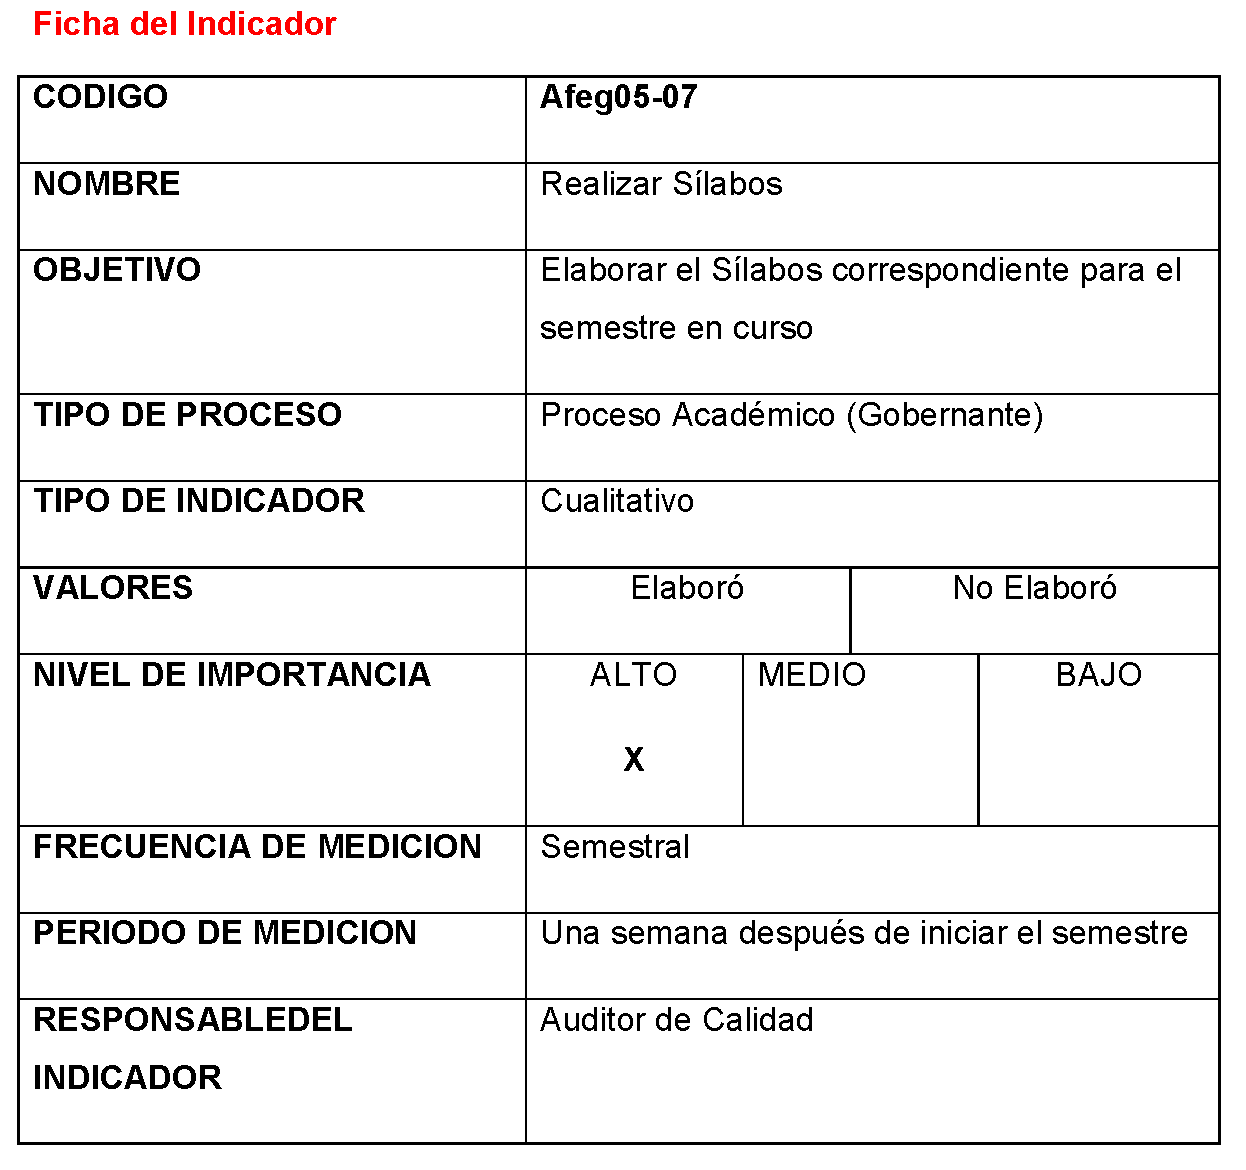 Ficha del Indicador
CODIGO Afeg05-07
NOMBRE Realizar Sílabos
OBJETIVO Elaborar el Sílabos correspondiente para el
semestre en curso
TIPO DE PROCESO Proceso Académico (Gobernante)
TIPO DE INDICADOR Cualitativo
VALORES Elaboró No Elaboró
NIVEL DE IMPORTANCIA ALTO MEDIO BAJO
X
FRECUENCIA DE MEDICION Semestral
PERIODO DE MEDICION Una semana después de iniciar el semestre
RESPONSABLEDEL Auditor de Calidad
INDICADOR